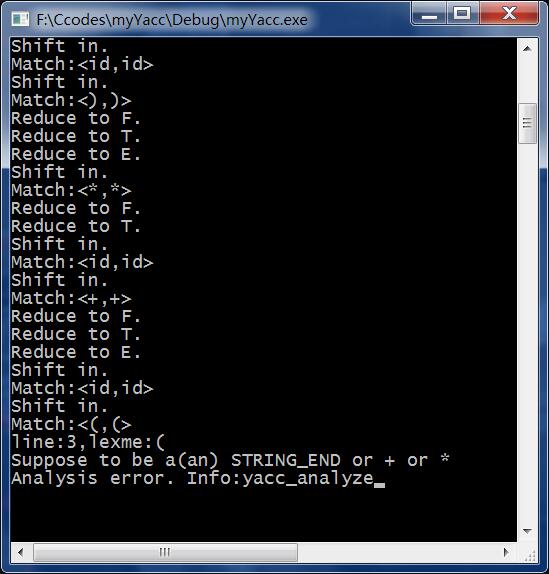 F:\Ccodes\myYacc\Debug\myYacc.exe
Shift in.
Match:<id,id>
Shift in.
Match:<),)>
Reduce to F.
Reduce to T.
Reduce to E.
Shift in.
Match:<*,*>
Reduce to F.
Reduce to T.
Shift in.
Match:<id,id>
Shift in.
Match:<+,+>
Reduce to F.
Reduce to T.
Reduce to E.
Shift in.
Match:<id,id>
Shift in.
Match:<(,(>
line:3,lexme:(
Suppose to be a(an) STRING_END or + or *
Analysis error. Info:yacc_analyze